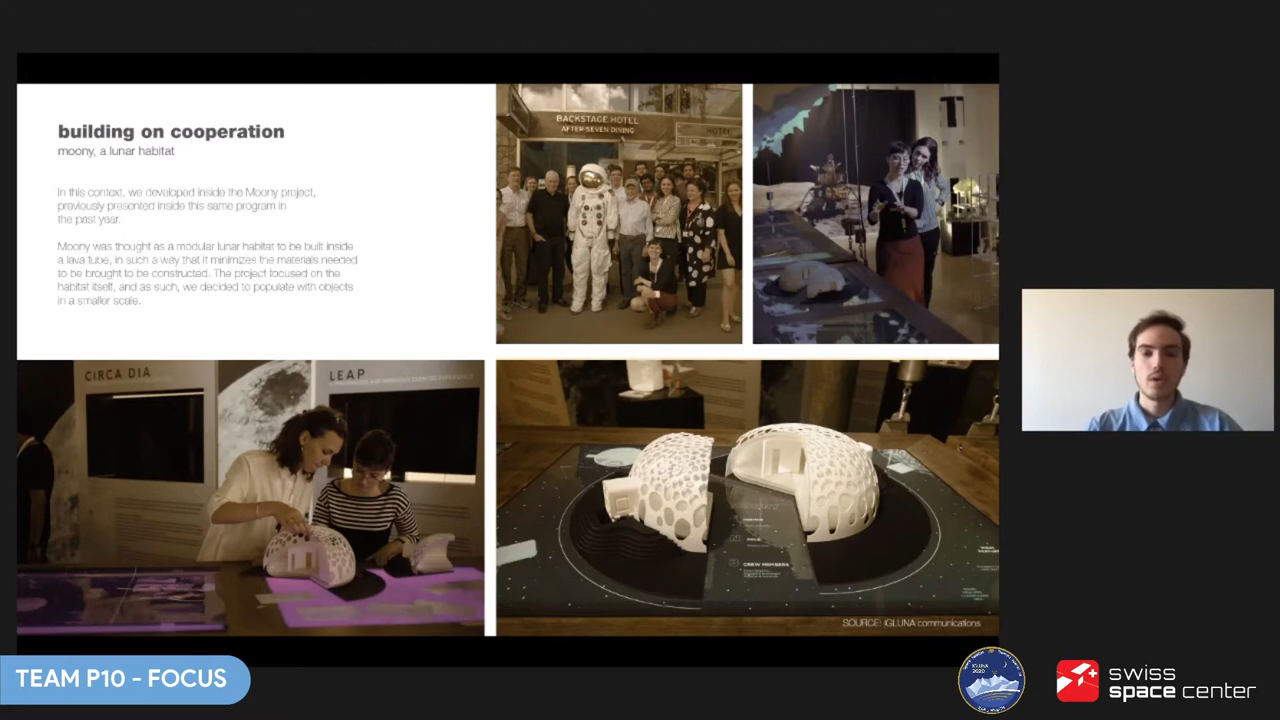 building on cooperation
moony, a lunar habitat
In this context, we developed inside the Moony project,
previously presented inside this same program in
the past year.
Moony was thought as a modular lunar habitat to be built inside
a lava tube, in such a way that it minimizes the materials needed
to be brought to be constructed. The project focused on the
habitat itself, and as such, we decided to populate with objects
in a smaller scale.
BACKSTAGE HOTEL
AFTER SEVEN DINING
HOTEL
CIRCA DIA
LEAP
CREW MEMBERS
SOURCE: IGLUNA communications
TEAM P10 - FOCUS
IGLUNA
2020
swiss
space center